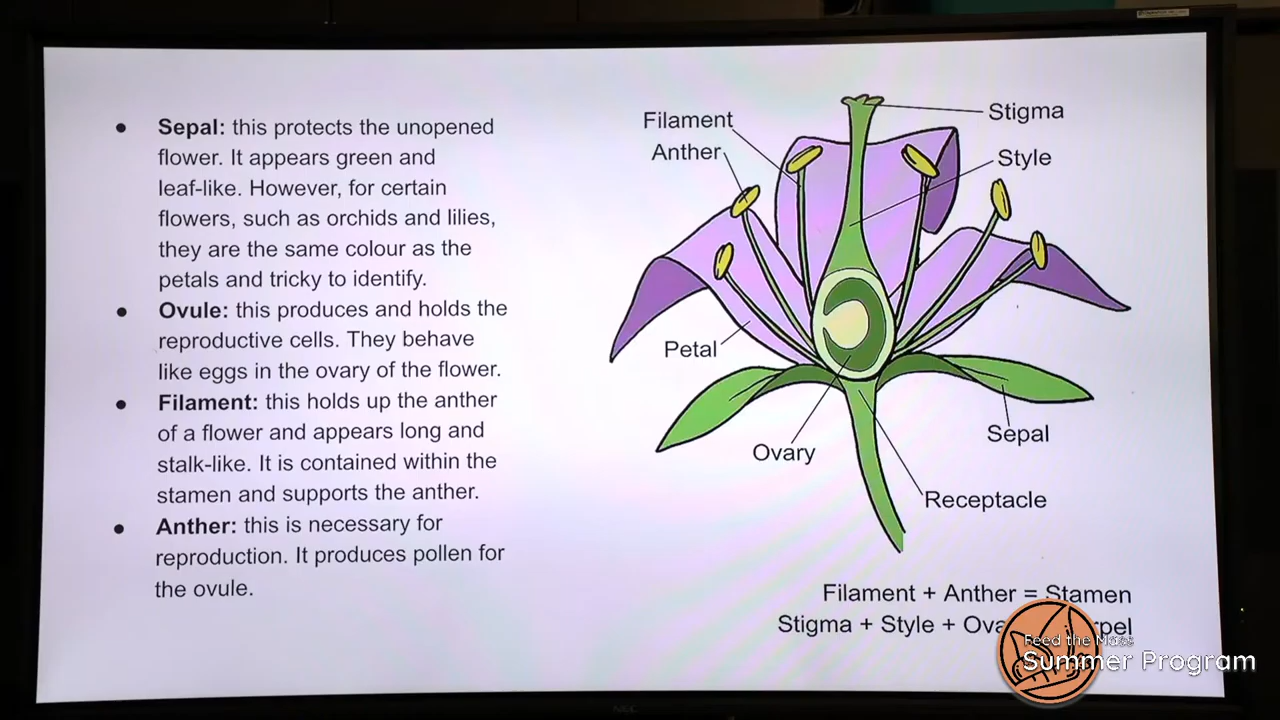 ● Sepal: this protects the unopened
flower. It appears green and
leaf-like. However, for certain
flowers, such as orchids and lilies,
they are the same colour as the
petals and tricky to identify.
● Ovule: this produces and holds the
reproductive cells. They behave
like eggs in the ovary of the flower.
● Filament: this holds up the anther
of a flower and appears long and
stalk-like. It is contained within the
stamen and supports the anther.
● Anther: this is necessary for
reproduction. It produces pollen for
the ovule.
Filament
Anther
Stigma
Style
Petal
Ovary
Sepal
Receptacle
Filament + Anther = Stamen
Stigma + Style +
Feed the Mass
Summer Program
NEC